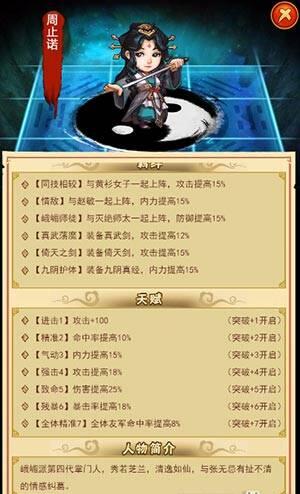 周止诺
羁绊
【同技相较】与黄衫女子一起上阵，攻击提高15%
【情敌】与赵敏一起上阵，内力提高15%
【峨嵋师徒】与灭绝师太一起上阵，防御提高15%
【真武荡魔】装备真武剑，攻击提高12%
【倚天之剑】装备倚天剑，攻击提高15%
【九阴护体】装备九阴真经，内力提高15%
天赋
【进击1】攻击+100 (突破+1开启)
【精准2】命中率提高10% (突破+2开启)
【气动3】内力提高15% (突破+3开启)
【强击4】攻击提高18% (突破+4开启)
【致命5】伤害提高25% (突破+5开启)
【残暴6】暴击率提高18% (突破+6开启)
【全体精准7】全体友军命中率提高8% (突破+7开启)
人物简介
峨嵋派第四代掌门人，秀若芝兰，清逸如仙，与张无忌有扯不清
的情感纠葛。